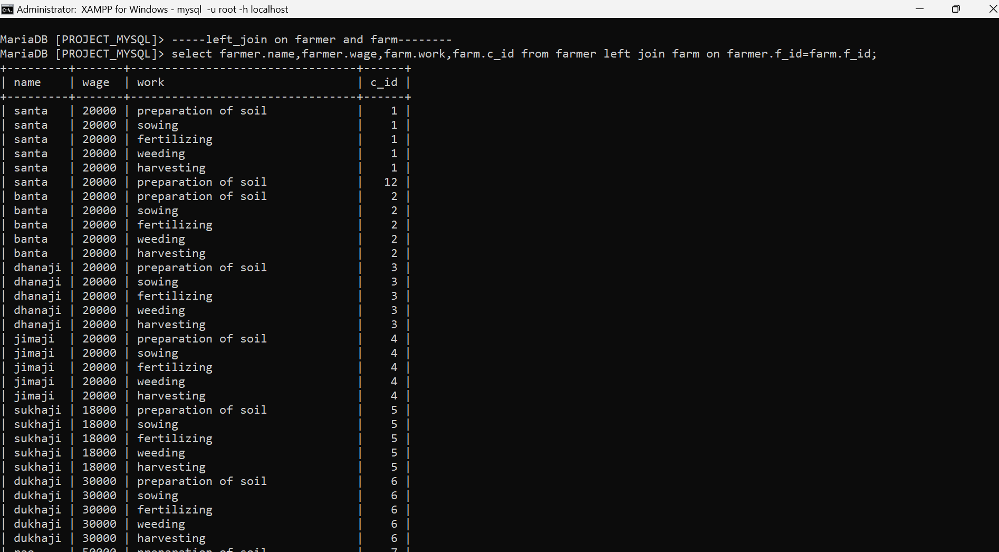 Administrator:  XAMPP for Windows - mysql  -u root -h localhost
MariaDB [PROJECT_MYSQL]> -----left_join on farmer and farm--------
MariaDB [PROJECT_MYSQL]> select farmer.name,farmer.wage,farm.work,farm.c_id from farmer left join farm on farmer.f_id=farm.f_id;
+---------+-------+---------------------------------+------+
| name    | wage  | work                            | c_id |
+---------+-------+---------------------------------+------+
| santa   | 20000 | preparation of soil             |    1 |
| santa   | 20000 | sowing                          |    1 |
| santa   | 20000 | fertilizing                     |    1 |
| santa   | 20000 | weeding                         |    1 |
| santa   | 20000 | harvesting                      |    1 |
| santa   | 20000 | preparation of soil             |   12 |
| banta   | 20000 | preparation of soil             |    2 |
| banta   | 20000 | sowing                          |    2 |
| banta   | 20000 | fertilizing                     |    2 |
| banta   | 20000 | weeding                         |    2 |
| banta   | 20000 | harvesting                      |    2 |
| dhanaji | 20000 | preparation of soil             |    3 |
| dhanaji | 20000 | sowing                          |    3 |
| dhanaji | 20000 | fertilizing                     |    3 |
| dhanaji | 20000 | weeding                         |    3 |
| dhanaji | 20000 | harvesting                      |    3 |
| jimaji  | 20000 | preparation of soil             |    4 |
| jimaji  | 20000 | sowing                          |    4 |
| jimaji  | 20000 | fertilizing                     |    4 |
| jimaji  | 20000 | weeding                         |    4 |
| jimaji  | 20000 | harvesting                      |    4 |
| sukhaji | 18000 | preparation of soil             |    5 |
| sukhaji | 18000 | sowing                          |    5 |
| sukhaji | 18000 | fertilizing                     |    5 |
| sukhaji | 18000 | weeding                         |    5 |
| sukhaji | 18000 | harvesting                      |    5 |
| dukhaji | 30000 | preparation of soil             |    6 |
| dukhaji | 30000 | sowing                          |    6 |
| dukhaji | 30000 | fertilizing                     |    6 |
| dukhaji | 30000 | weeding                         |    6 |
| dukhaji | 30000 | harvesting                      |    6 |
| 50000 | preparation of soil             |    7 |